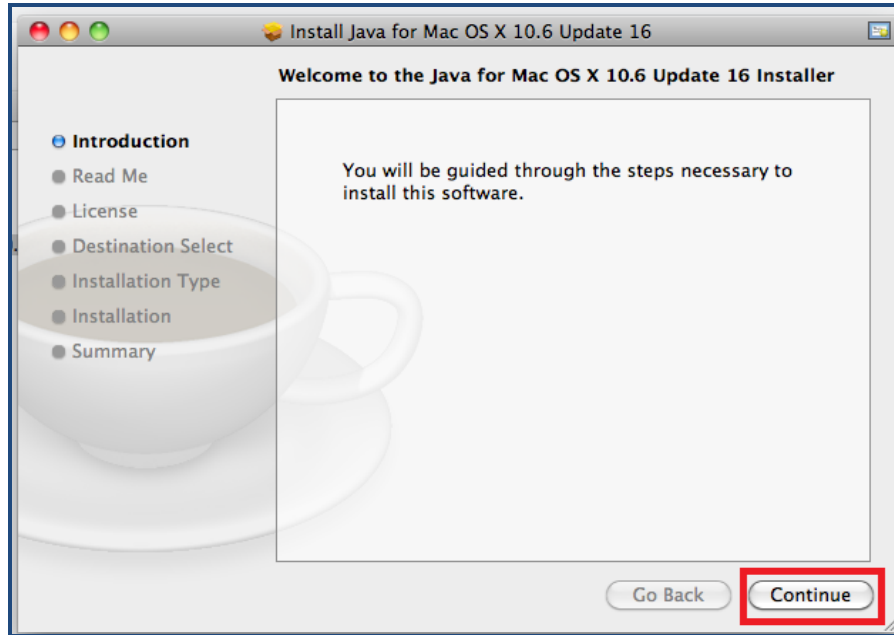 Install Java for Mac OS X 10.6 Update 16
Welcome to the Java for Mac OS X 10.6 Update 16 Installer
Introduction
Read Me
License
Destination Select
Installation Type
Installation
Summary
You will be guided through the steps necessary to
install this software.
Go Back
Continue